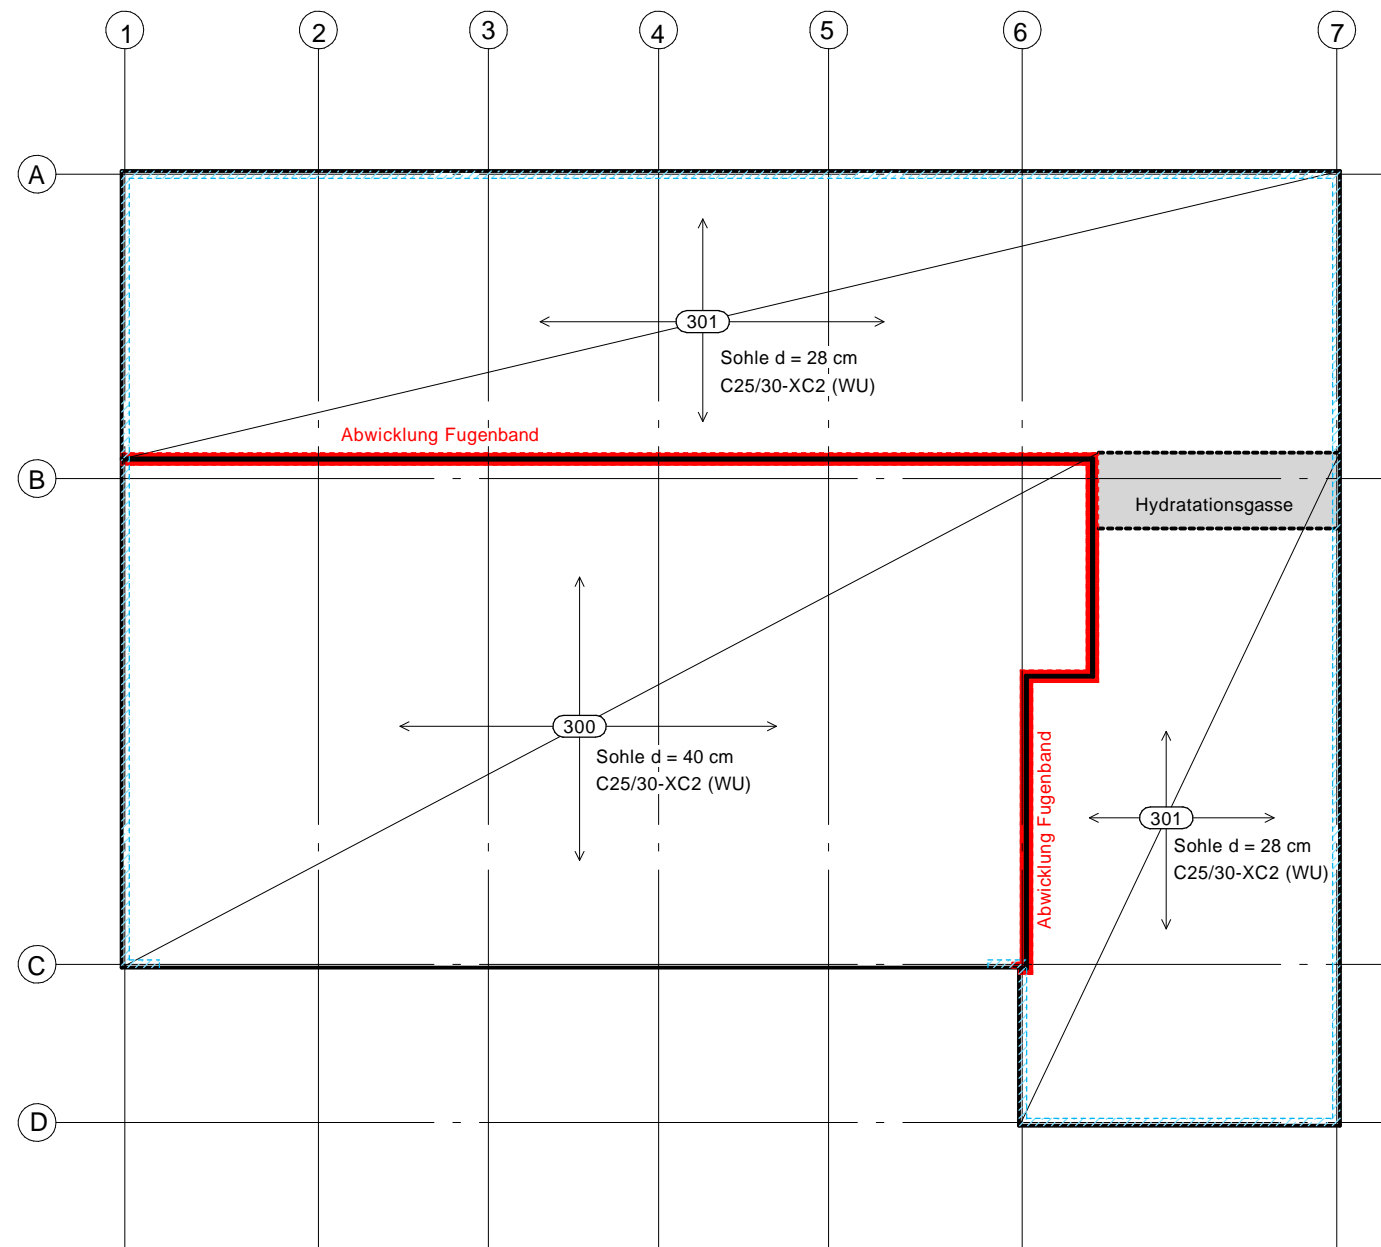 1
2
3
4
5
6
7
A
301
Sohle d = 28 cm
C25/30-XC2 (WU)
Abwicklung Fugenband
B
Hydratationsgasse
300
Sohle d = 40 cm
C25/30-XC2 (WU)
Abwicklung Fugenband
301
Sohle d = 28 cm
C25/30-XC2 (WU)
C
D